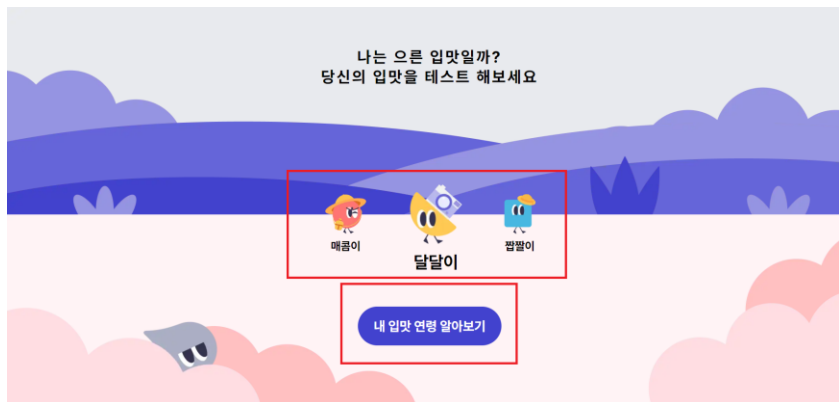 나는 으른 입맛일까?
당신의 입맛을 테스트 해보세요
매콤이
달달이
짭짤이
내 입맛 연령 알아보기